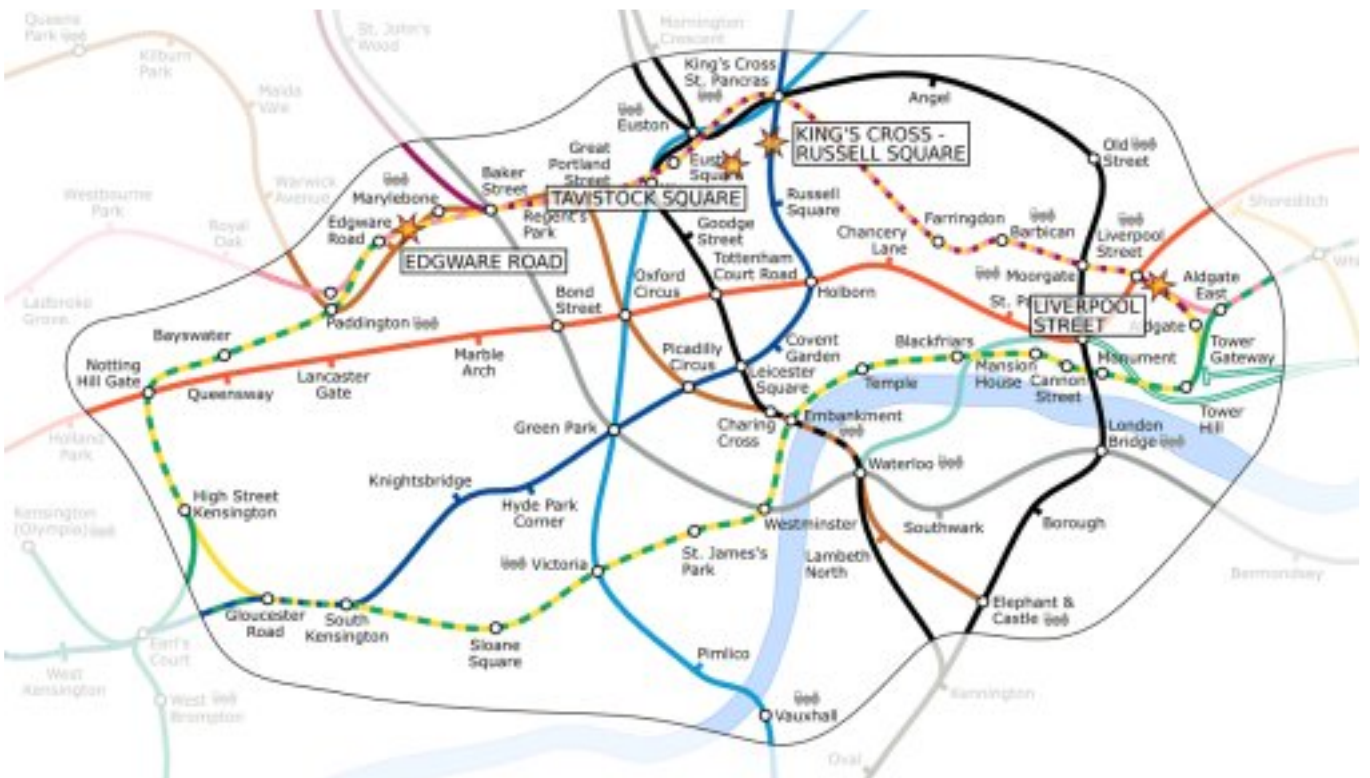 Queens
Park
Kilburn
Park
St. John's
Wood
Mornington
Crescent
King's Cross
St. Pancras
Angel
Maida
Vale
Euston
KING'S CROSS -
RUSSELL SQUARE
Old
Street
Great
Portland
Street
Baker
Street
Marylebone
Warwick
Avenue
Westbourne
Park
Royal
Oak
Edgware
Road
TAVISTOCK SQUARE
Regent's
Park
Russell
Square
Farringdon
Barbican
Liverpool
Street
Shoreditch
Goodge
Street
Chancery
Lane
EDGWARE ROAD
Tottenham
Court Road
Moorgate
Aldgate
East
Oxford
Circus
Holborn
Ladbroke
Grove
Bond
Street
Paddington
LIVERPOOL
STREET
Bayswater
Tower
Gateway
Notting
Hill Gate
Marble
Arch
Picadilly
Circus
Covent
Garden
Leicester
Square
Blackfriars
Mansion
House
Monument
Cannon
Street
Temple
Queensway
Lancaster
Gate
Tower
Hill
Holland
Park
Green Park
Charing
Cross
Embankment
London
Bridge
Waterloo
Knightsbridge
High Street
Kensington
Hyde Park
Corner
Kensington
(Olympia)
Westminster
Southwark
Borough
St. James's
Park
Victoria
Lambeth
North
Bermondsey
Gloucester
Road
South
Kensington
Elephant &
Castle
Sloane
Square
Earl's
Court
Pimlico
West
Kensington
West
Brompton
Kennington
Vauxhall
Oval